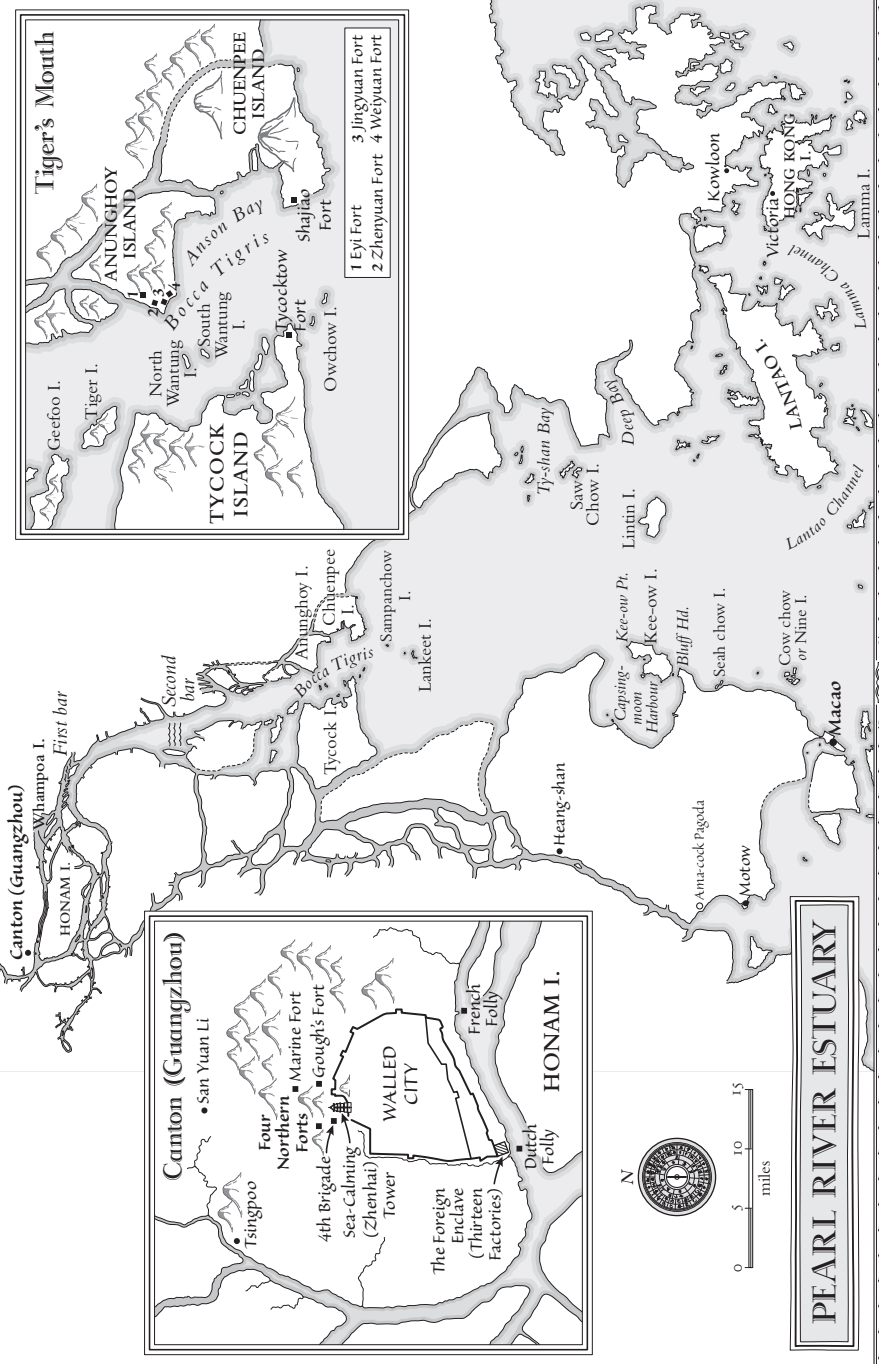 PEARL RIVER ESTUARY
N
0 5 10 15
miles
Canton (Guangzhou)
San Yuan Li
Tsingpoo
Four
Northern
Forts
Marine Fort
Gough's Fort
4th Brigade
Sea-Calming
(Zhenhai)
Tower
WALLED
CITY
The Foreign
Enclave
(Thirteen
Factories)
Dutch
Folly
French
Folly
HONAM I.
Canton (Guangzhou)
Whampoa I.
HONAM I.
First bar
Second
bar
Anunghoy I.
Chuenpee
I.
Bocca Tigris
Tycock I.
Sampanchow
I.
Lankeet I.
Heang-shan
Ama-cock Pagoda
Motow
Macao
Capsing-
moon
Harbour
Kee-ow Pt.
Kee-ow I.
Bluff Hd.
Seah chow I.
Cow chow
or Nine I.
Ty-shan Bay
Saw
Chow I.
Deep Bay
Lintin I.
Lantao Channel
LANTAO I.
Lamma Channel
Lamma I.
Kowloon
Victoria
HONG KONG
I.
Tiger's Mouth
Geefoo I.
Tiger I.
ANUNGHOY
ISLAND
CHUENPEE
ISLAND
1
2
3
4
Anson Bay
Bocca Tigris
North
Wantung
I.
South
Wantung
I.
TYCOCK
ISLAND
Tycocktow
Fort
Owchow I.
Shajiao
Fort
1 Eyi Fort 3 Jingyuan Fort
2 Zhenyuan Fort 4 Weiyuan Fort